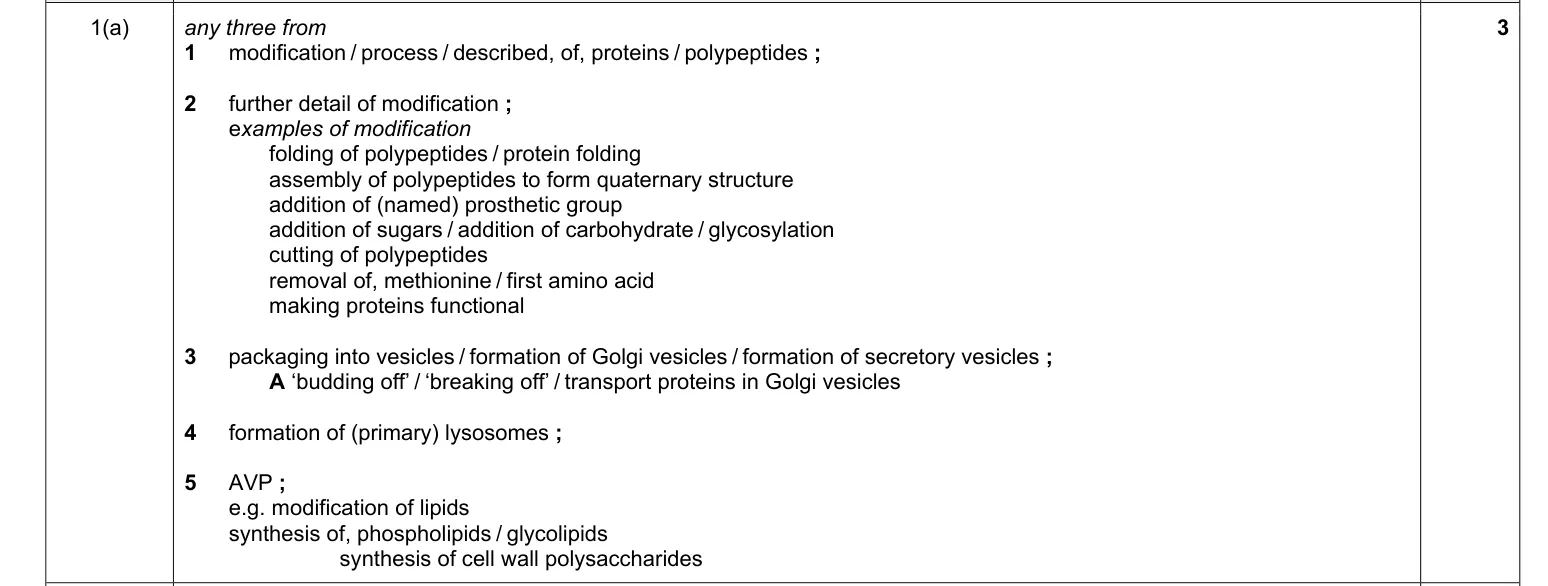 1(a)
any three from
3
1 modification / process / described, of, proteins / polypeptides ;
2 further detail of modification ;
examples of modification
folding of polypeptides / protein folding
assembly of polypeptides to form quaternary structure
addition of (named) prosthetic group
addition of sugars / addition of carbohydrate / glycosylation
cutting of polypeptides
removal of, methionine / first amino acid
making proteins functional
3 packaging into vesicles / formation of Golgi vesicles / formation of secretory vesicles ;
A ‘budding off’ / ‘breaking off’ / transport proteins in Golgi vesicles
4 formation of (primary) lysosomes ;
5 AVP ;
e.g. modification of lipids
synthesis of, phospholipids / glycolipids
synthesis of cell wall polysaccharides